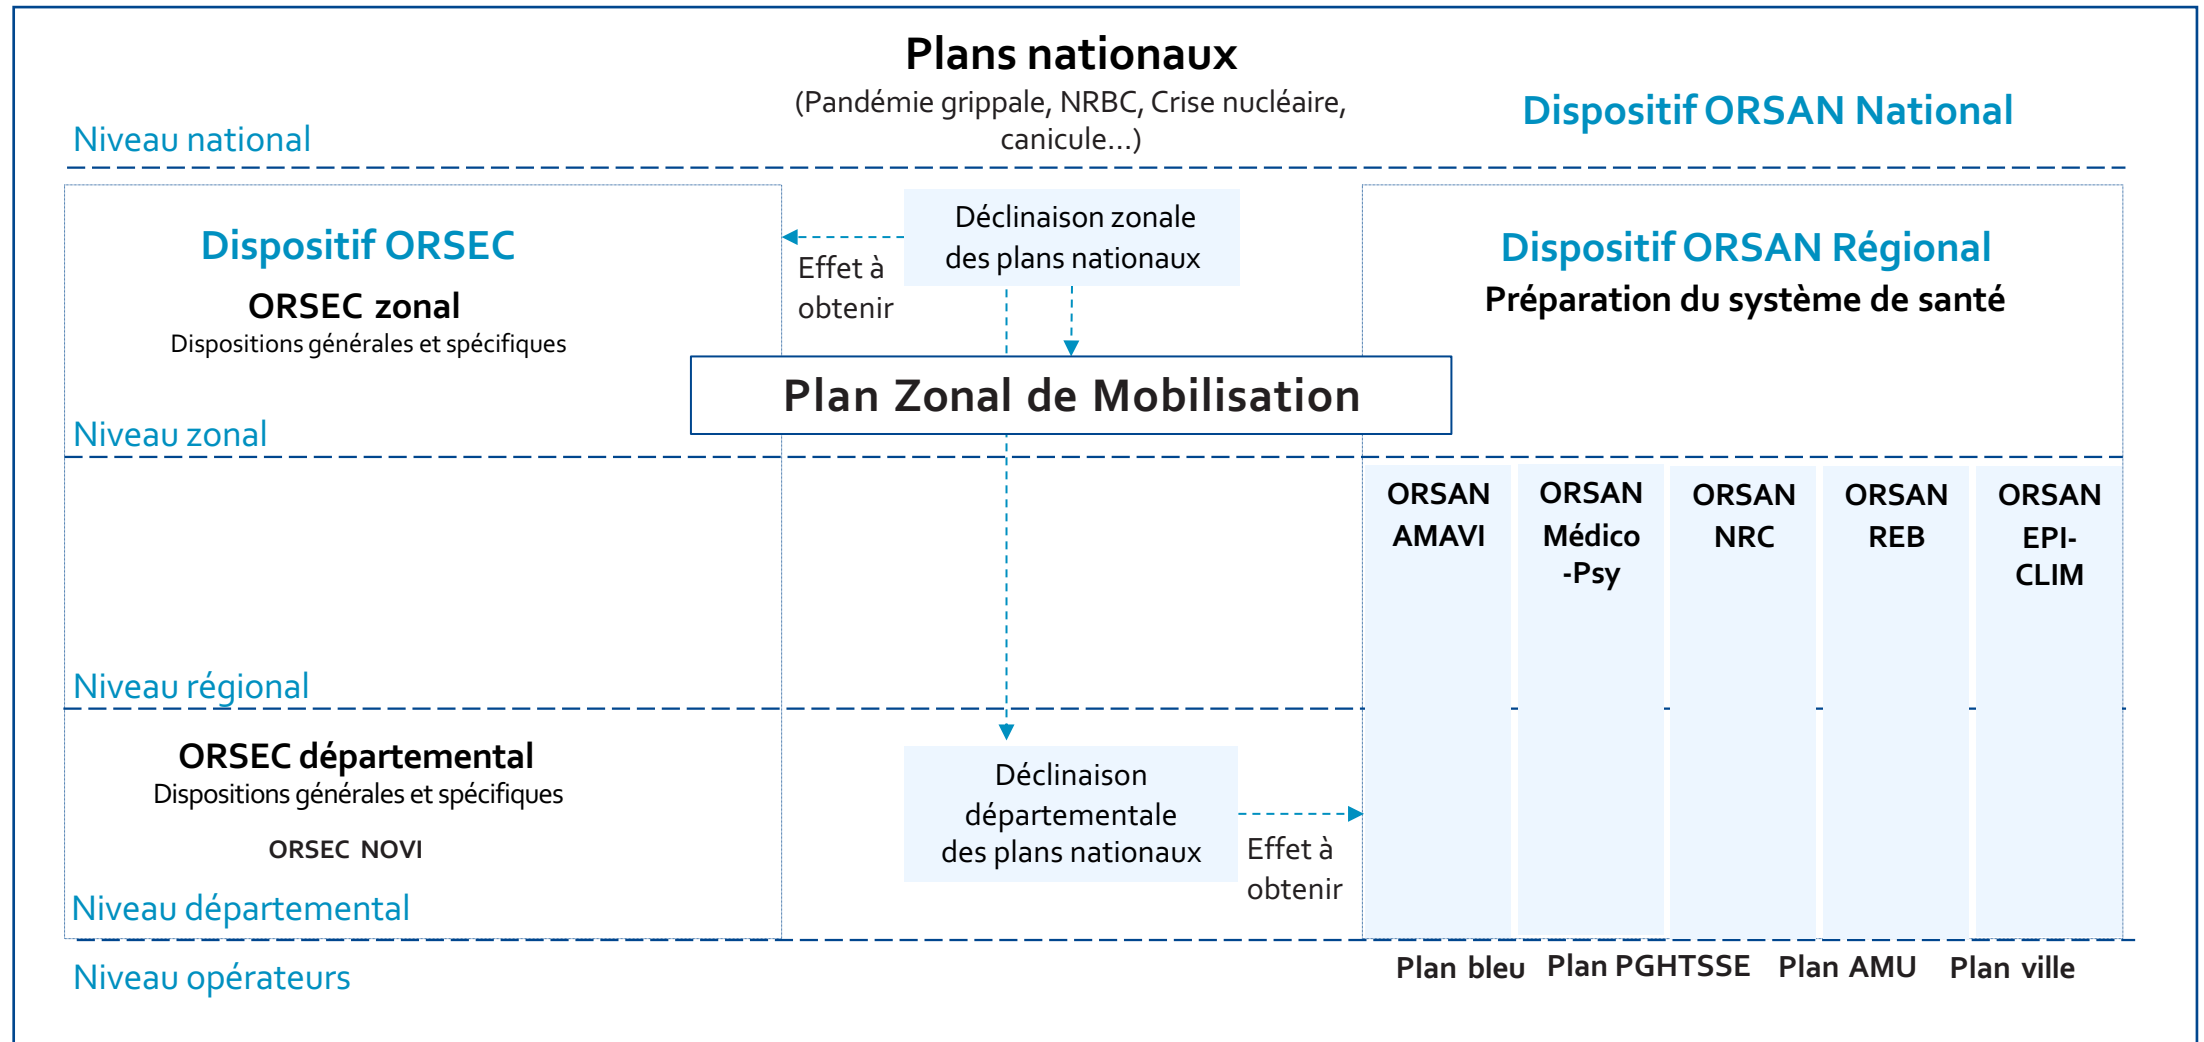 Plans nationaux
(Pandémie grippale, NRBC, Crise nucléaire,
canicule...)
Dispositif ORSAN National
Niveau national
Déclinaison zonale
des plans nationaux
Effet à
obtenir
Dispositif ORSEC
ORSEC zonal
Dispositions générales et spécifiques
Dispositif ORSAN Régional
Préparation du système de santé
Plan Zonal de Mobilisation
Niveau zonal
ORSAN
AMAVI
ORSAN
Médico
-Psy
ORSAN
NRC
ORSAN
REB
ORSAN
EPI-
CLIM
Niveau régional
ORSEC départemental
Dispositions générales et spécifiques
ORSEC NOVI
Déclinaison
départementale
des plans nationaux
Effet à
obtenir
Niveau départemental
Niveau opérateurs
Plan bleu
Plan PGHTSSE
Plan AMU
Plan ville